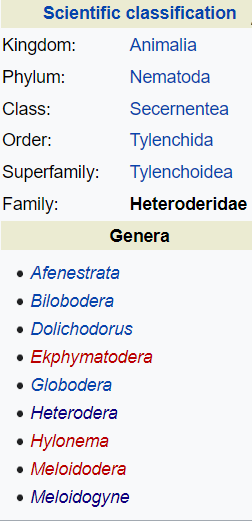 Scientific classification
Kingdom: Animalia
Phylum: Nematoda
Class: Secernentea
Order: Tylenchida
Superfamily: Tylenchoidea
Family: Heteroderidae
Genera
• Afenestrata
• Bilobodera
• Dolichodorus
• Ekphymatodera
• Globodera
• Heterodera
• Hylonema
• Meloidodera
• Meloidogyne